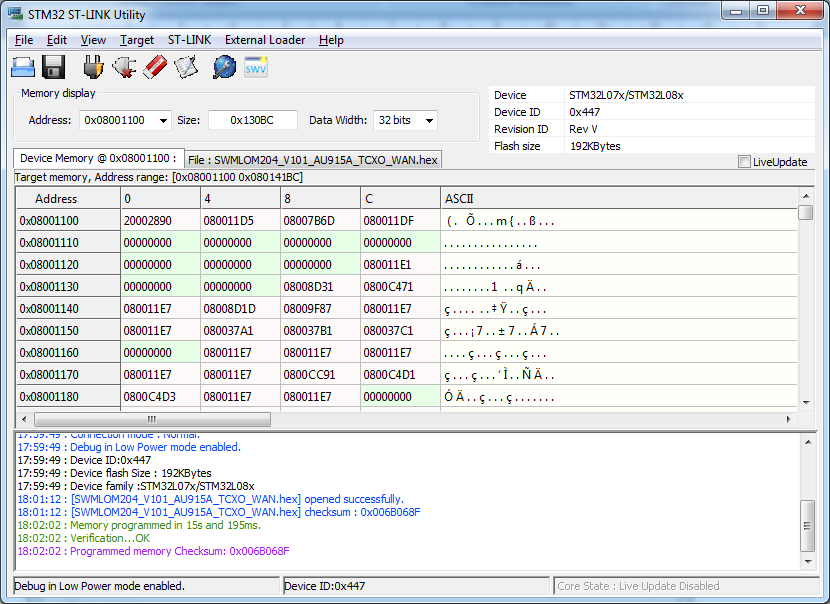 STM32 ST-LINK Utility
File Edit View Target ST-LINK External Loader Help
SWV
Memory display
Address: 0x08001100 Size: 0x130BC Data Width: 32 bits
Device STM32L07x/STM32L08x
Device ID 0x447
Revision ID Rev V
Flash size 192KBytes
LiveUpdate
Device Memory @ 0x08001100 : File : SWMLOM204_V101_AU915A_TCXO_WAN.hex
Target memory, Address range: [0x08001100 0x080141BC]
Address 0 4 8 C ASCII
0x08001100 20002890 080011D5 08007B6D 080011DF (. Õ...m{..ß...
0x08001110 00000000 00000000 00000000 00000000 ................
0x08001120 00000000 00000000 00000000 080011E1 ............á...
0x08001130 00000000 00000000 08008D31 0800C471 ........1 ..qÄ..
0x08001140 080011E7 08008D1D 08009F87 080011E7 ç... ..‡Ÿ..ç...
0x08001150 080011E7 080037A1 080037B1 080037C1 ç...¡7..±7..Á7..
0x08001160 00000000 080011E7 080011E7 080011E7 ....ç...ç...ç...
0x08001170 080011E7 080011E7 0800CC91 0800C4D1 ç...ç...‘Ì..ÑÄ..
0x08001180 0800C4D3 080011E7 080011E7 00000000 ÓÄ..ç...ç.......
17:59:49 : Connection mode : Normal.
17:59:49 : Debug in Low Power mode enabled.
17:59:49 : Device ID:0x447
17:59:49 : Device flash Size : 192KBytes
17:59:49 : Device family :STM32L07x/STM32L08x
18:01:12 : [SWMLOM204_V101_AU915A_TCXO_WAN.hex] opened successfully.
18:01:12 : [SWMLOM204_V101_AU915A_TCXO_WAN.hex] checksum : 0x006B068F
18:02:02 : Memory programmed in 15s and 195ms.
18:02:02 : Verification...OK
18:02:02 : Programmed memory Checksum: 0x006B068F
Debug in Low Power mode enabled. Device ID:0x447 Core State : Live Update Disabled